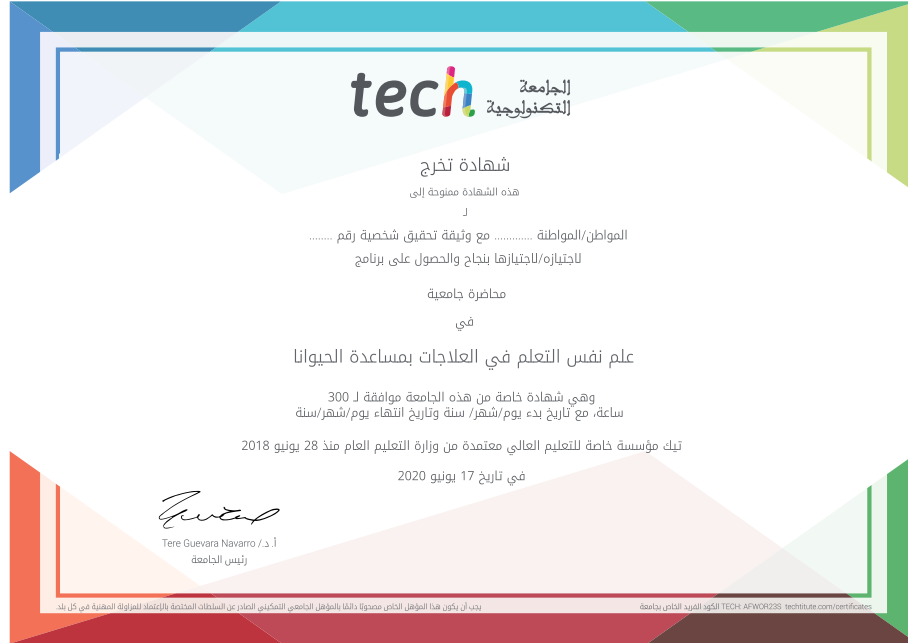 tech الجامعة
التكنولوجية
شهادة تخرج
هذه الشهادة ممنوحة إلى
لـ
المواطن/المواطنة ............. مع وثيقة تحقيق شخصية رقم ........
لاجتيازه/لاجتيازها بنجاح والحصول على برنامج
محاضرة جامعية
في
علم نفس التعلم في العلاجات بمساعدة الحيوانا
وهي شهادة خاصة من هذه الجامعة موافقة لـ 300
ساعة، مع تاريخ بدء يوم/شهر/ سنة وتاريخ انتهاء يوم/شهر/سنة
تيك مؤسسة خاصة للتعليم العالي معتمدة من وزارة التعليم العام منذ 28 يونيو 2018
في تاريخ 17 يونيو 2020
أ. د./ Tere Guevara Navarro
رئيس الجامعة
يجب أن يكون هذا المؤهل الخاص مصحوبًا دائمًا بالمؤهل الجامعي التمكيني الصادر عن السلطات المختصة بالإعتماد للمزاولة المهنية في كل بلد.
الكود الفريد الخاص بجامعة TECH: AFWOR23S techtitute.com/certificates